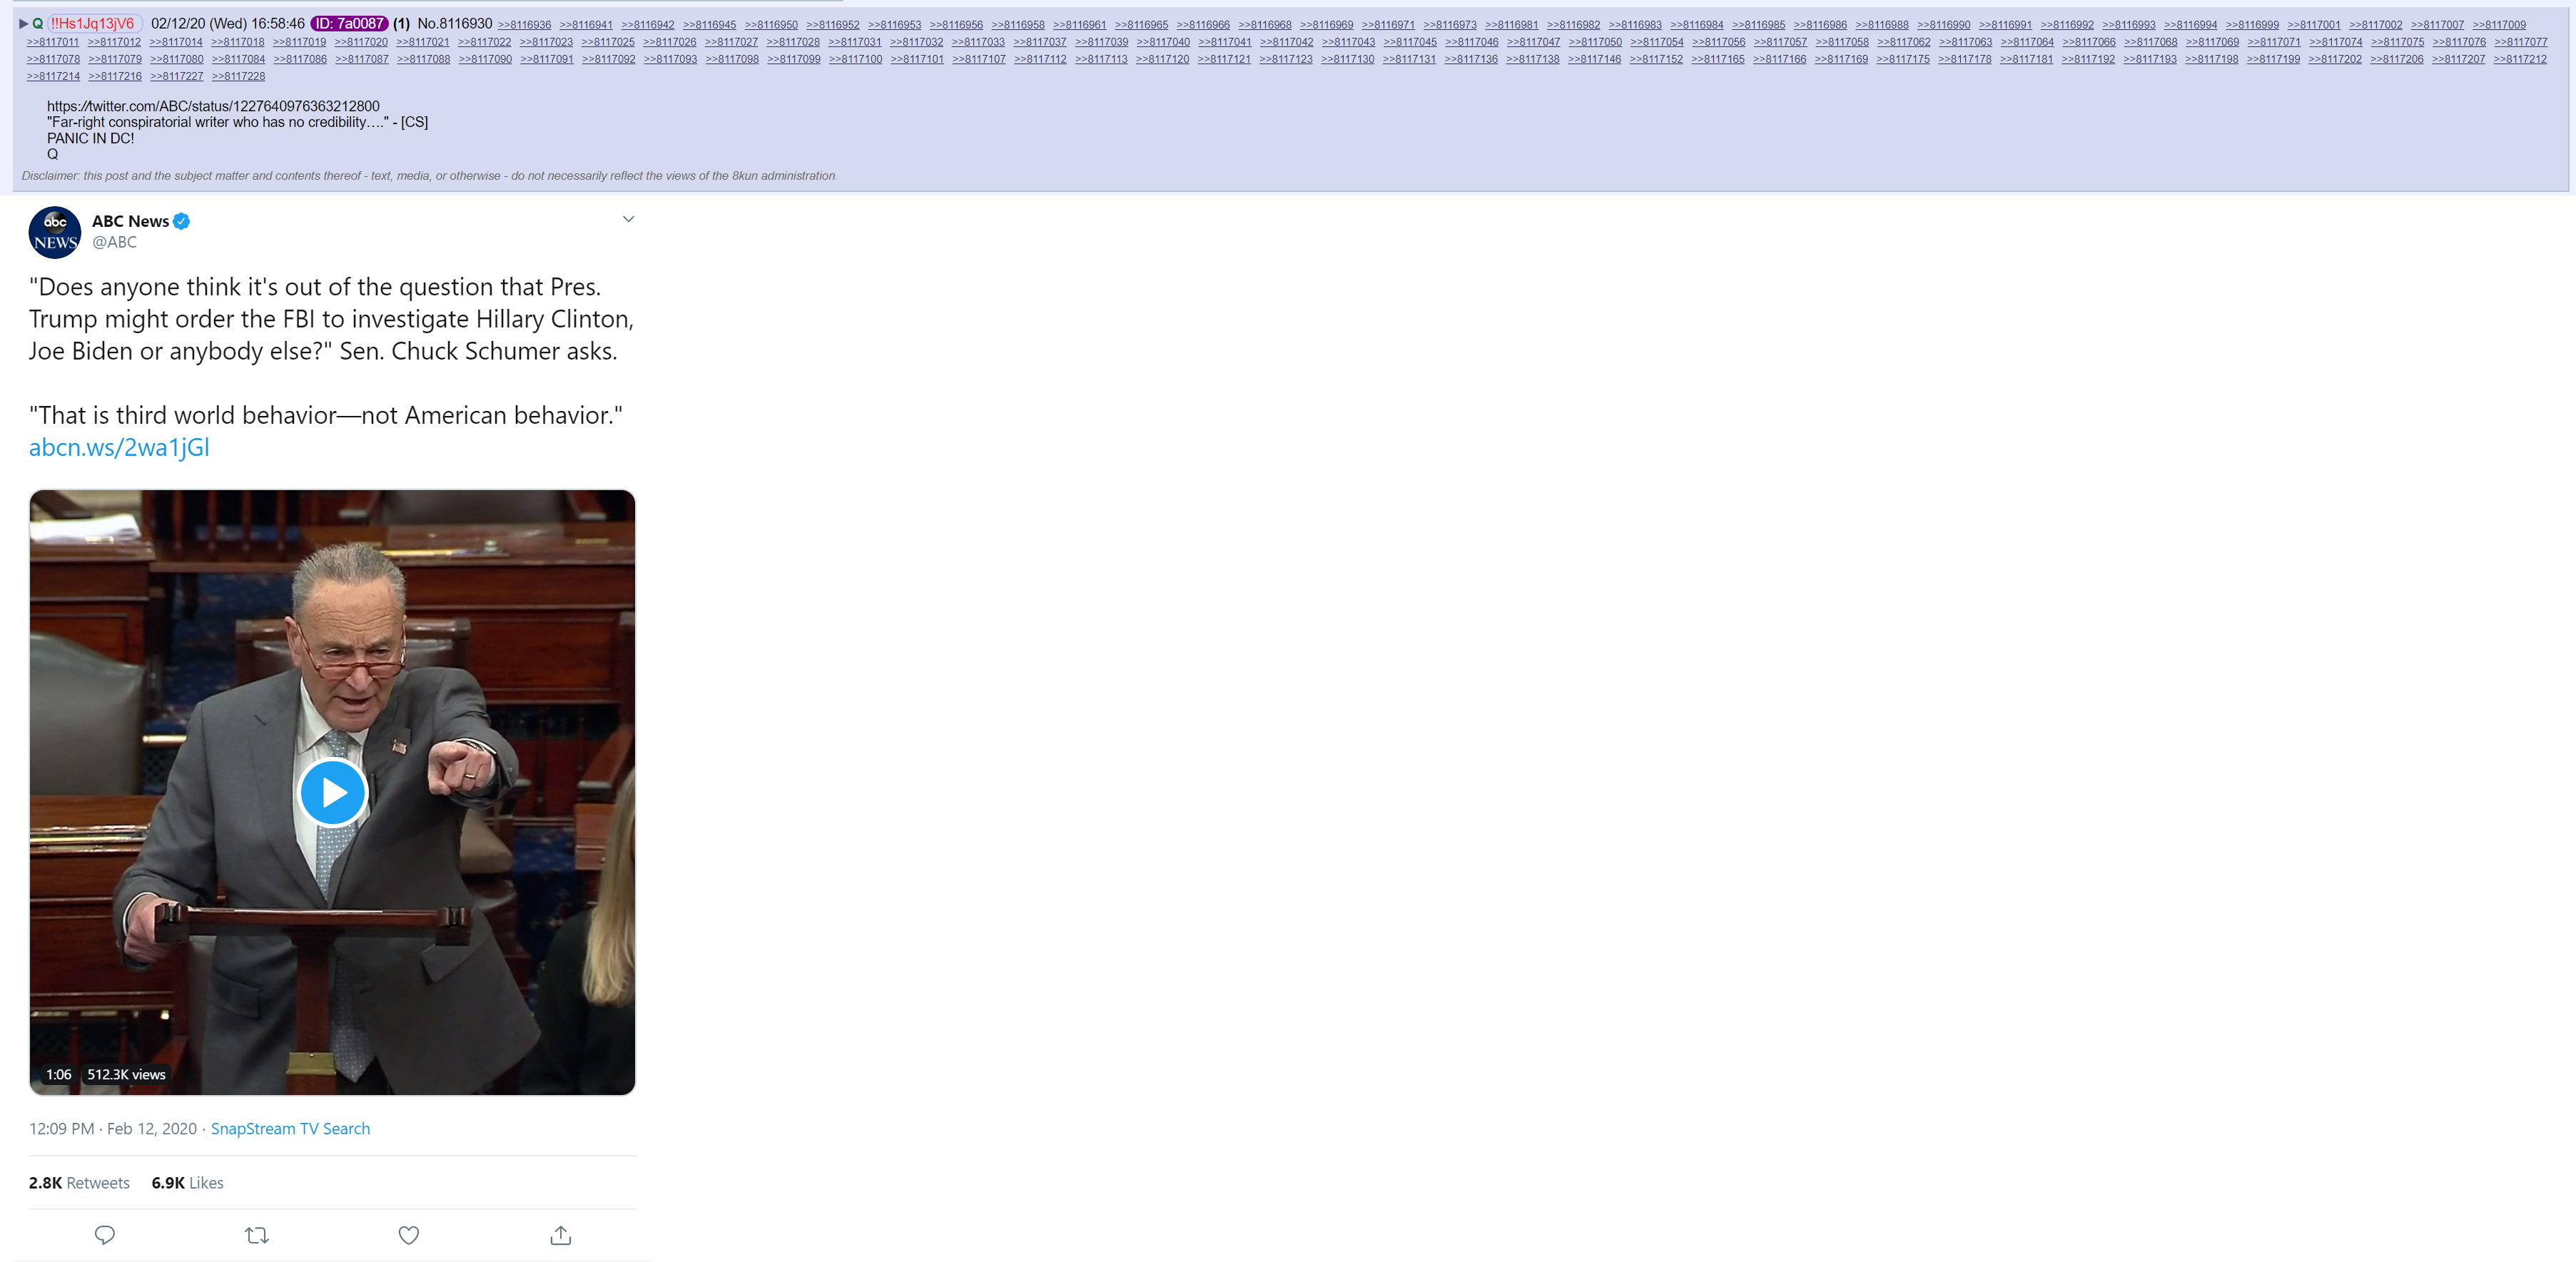 ▶ Q !!Hs1Jq13jV6 02/12/20 (Wed) 16:58:46 ID: 7a0087 (1) No.8116930 >>8116936 >>8116941 >>8116942 >>8116945 >>8116950 >>8116952 >>8116953 >>8116956 >>8116958 >>8116961 >>8116965 >>8116966 >>8116968 >>8116969 >>8116971 >>8116973 >>8116981 >>8116982 >>8116983 >>8116984 >>8116985 >>8116986 >>8116988 >>8116990 >>8116991 >>8116992 >>8116993 >>8116994 >>8116999 >>8117001 >>8117002 >>8117007 >>8117009
>>8117011 >>8117012 >>8117014 >>8117018 >>8117019 >>8117020 >>8117021 >>8117022 >>8117023 >>8117025 >>8117026 >>8117027 >>8117028 >>8117031 >>8117032 >>8117033 >>8117037 >>8117039 >>8117040 >>8117041 >>8117042 >>8117043 >>8117045 >>8117046 >>8117047 >>8117050 >>8117054 >>8117056 >>8117057 >>8117058 >>8117062 >>8117063 >>8117064 >>8117066 >>8117068 >>8117069 >>8117071 >>8117074 >>8117075 >>8117076 >>8117077
>>8117078 >>8117079 >>8117080 >>8117084 >>8117086 >>8117087 >>8117088 >>8117090 >>8117091 >>8117092 >>8117093 >>8117098 >>8117099 >>8117100 >>8117101 >>8117107 >>8117112 >>8117113 >>8117120 >>8117121 >>8117123 >>8117130 >>8117131 >>8117136 >>8117138 >>8117146 >>8117152 >>8117165 >>8117166 >>8117169 >>8117175 >>8117178 >>8117181 >>8117192 >>8117193 >>8117198 >>8117199 >>8117202 >>8117206 >>8117207 >>8117212
>>8117214 >>8117216 >>8117227 >>8117228
https://twitter.com/ABC/status/1227640976363212800
"Far-right conspiratorial writer who has no credibility…." - [CS]
PANIC IN DC!
Q
Disclaimer: this post and the subject matter and contents thereof - text, media, or otherwise - do not necessarily reflect the views of the 8kun administration.
abc
NEWS
ABC News
@ABC
"Does anyone think it's out of the question that Pres.
Trump might order the FBI to investigate Hillary Clinton,
Joe Biden or anybody else?" Sen. Chuck Schumer asks.
"That is third world behavior—not American behavior."
abcn.ws/2wa1jGl
1:06 512.3K views
12:09 PM · Feb 12, 2020 · SnapStream TV Search
2.8K Retweets 6.9K Likes